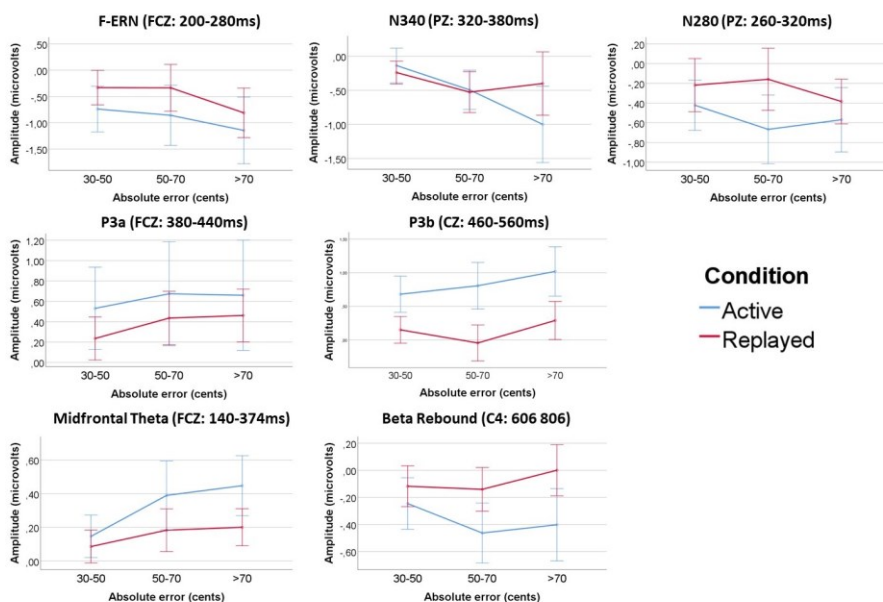 F-ERN (FCZ: 200-280ms)
Amplitude (microvolts)
,50
,00
-,50
-1,00
-1,50
30-50 50-70 >70
Absolute error (cents)
N340 (PZ: 320-380ms)
Amplitude (microvolts)
,00
-,50
-1,00
-1,50
30-50 50-70 >70
Absolute error (cents)
N280 (PZ: 260-320ms)
Amplitude (microvolts)
,20
,00
-,20
-,40
-,60
-,80
-1,00
30-50 50-70 >70
Absolute error (cents)
P3a (FCZ: 380-440ms)
Amplitude (microvolts)
1,20
1,00
,80
,60
,40
,20
,00
30-50 50-70 >70
Absolute error (cents)
P3b (CZ: 460-560ms)
Amplitude (microvolts)
30-50 50-70 >70
Absolute error (cents)
Condition
Active
Replayed
Midfrontal Theta (FCZ: 140-374ms)
Amplitude (microvolts)
,60
,40
,20
,00
30-50 50-70 >70
Absolute error (cents)
Beta Rebound (C4: 606 806)
Amplitude (microvolts)
,20
,00
-,20
-,40
-,60
30-50 50-70 >70
Absolute error (cents)